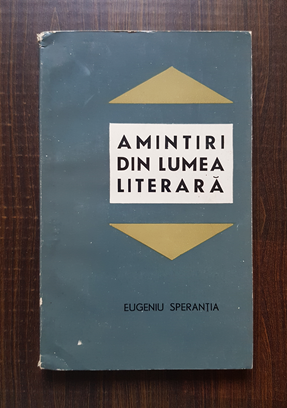 AMINTIRI
DIN LUMEA
LITERARĂ
EUGENIU SPERANȚIA